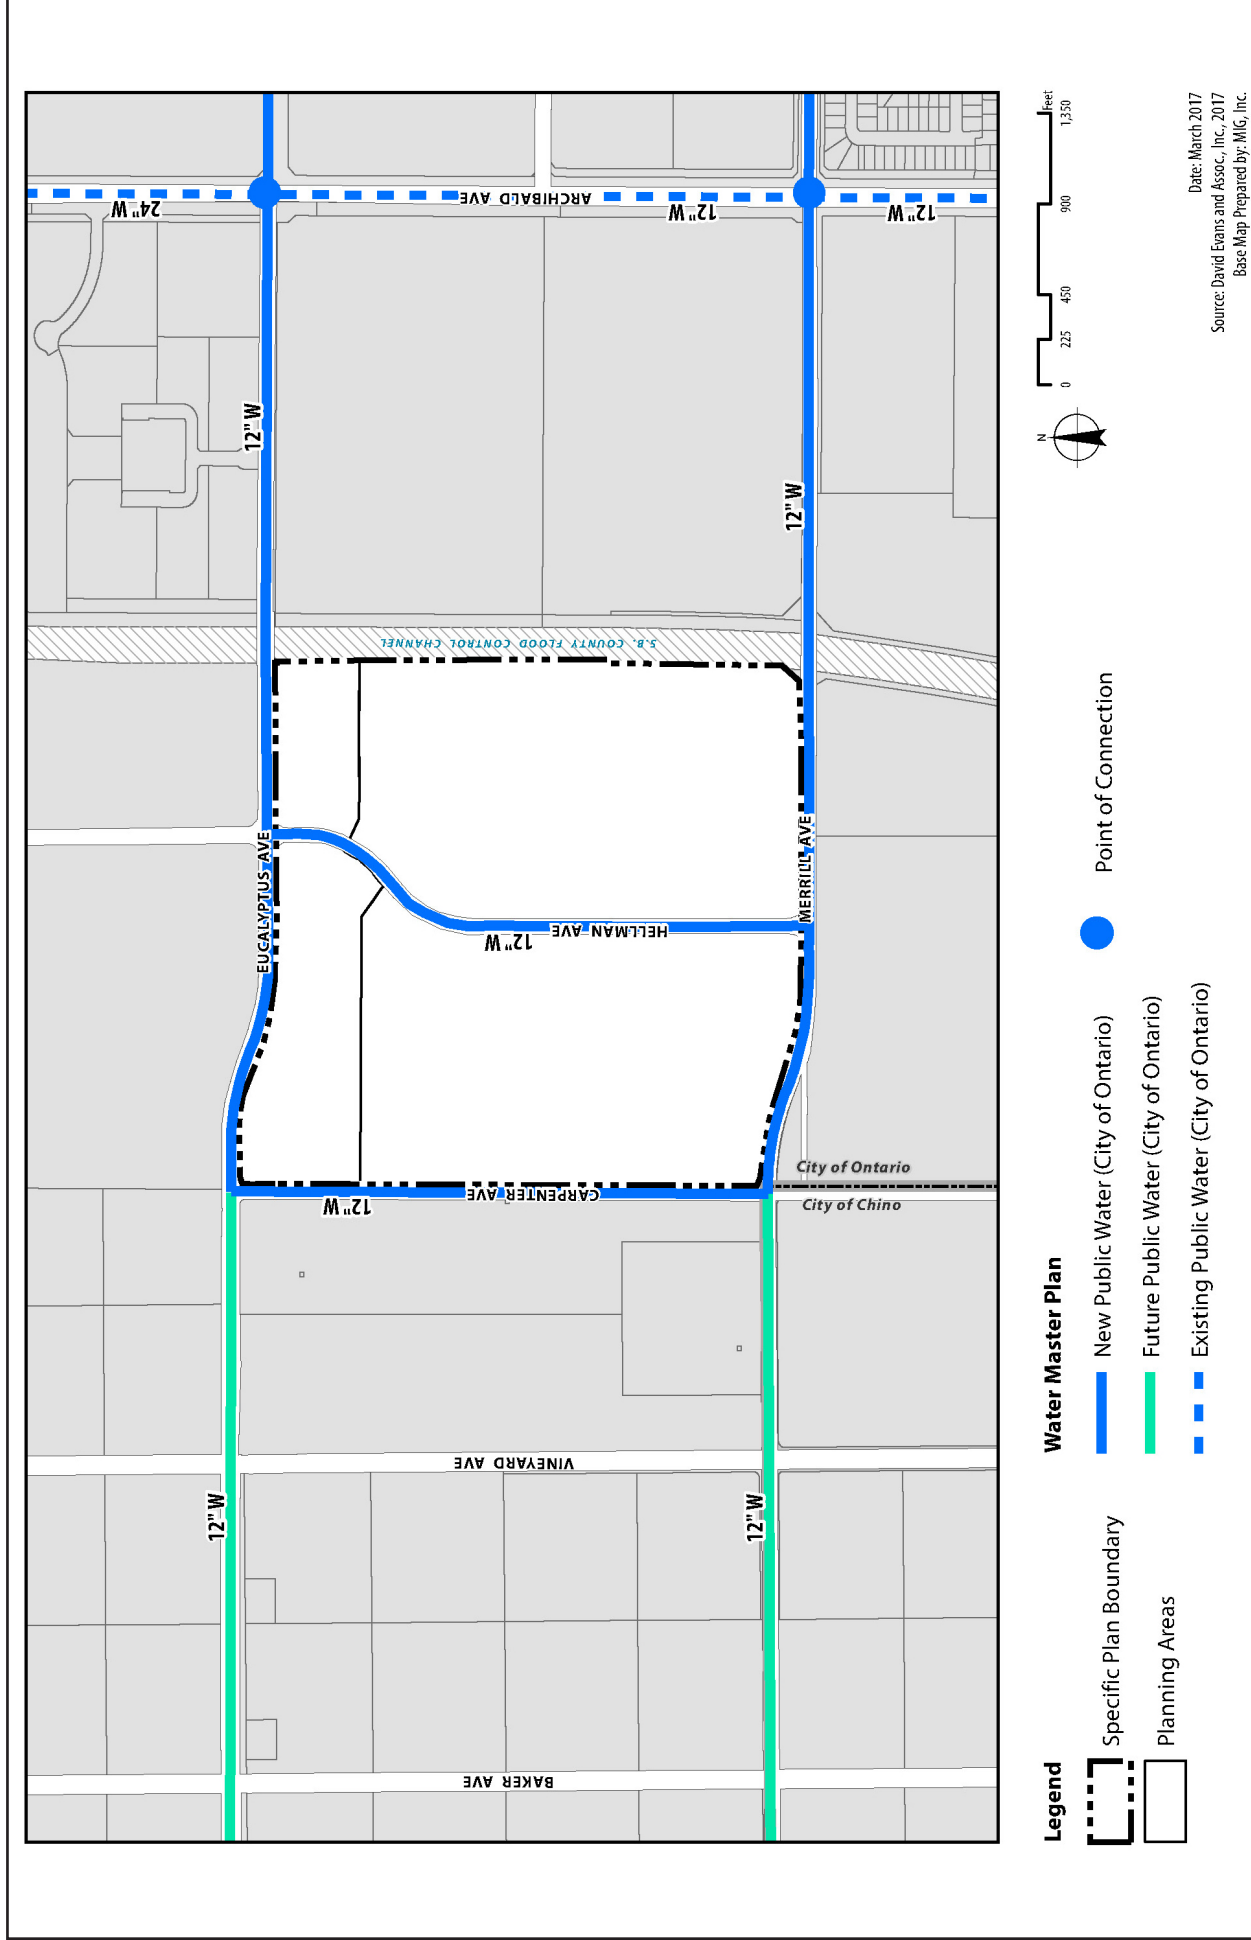 24" W
12" W
ARCHIBALD AVE
12" W
12" W
12" W
S.B. COUNTY FLOOD CONTROL CHANNEL
EUCALYPTUS AVE
HELLMAN AVE
12" W
MERRILL AVE
CARPENTER AVE
12" W
City of Ontario
City of Chino
VINEYARD AVE
12" W
12" W
BAKER AVE
Legend
Specific Plan Boundary
Planning Areas
Water Master Plan
New Public Water (City of Ontario)
Future Public Water (City of Ontario)
Existing Public Water (City of Ontario)
Point of Connection
N
0 225 450 900 1,350
Feet
Date: March 2017
Source: David Evans and Assoc., Inc., 2017
Base Map Prepared by: MIG, Inc.